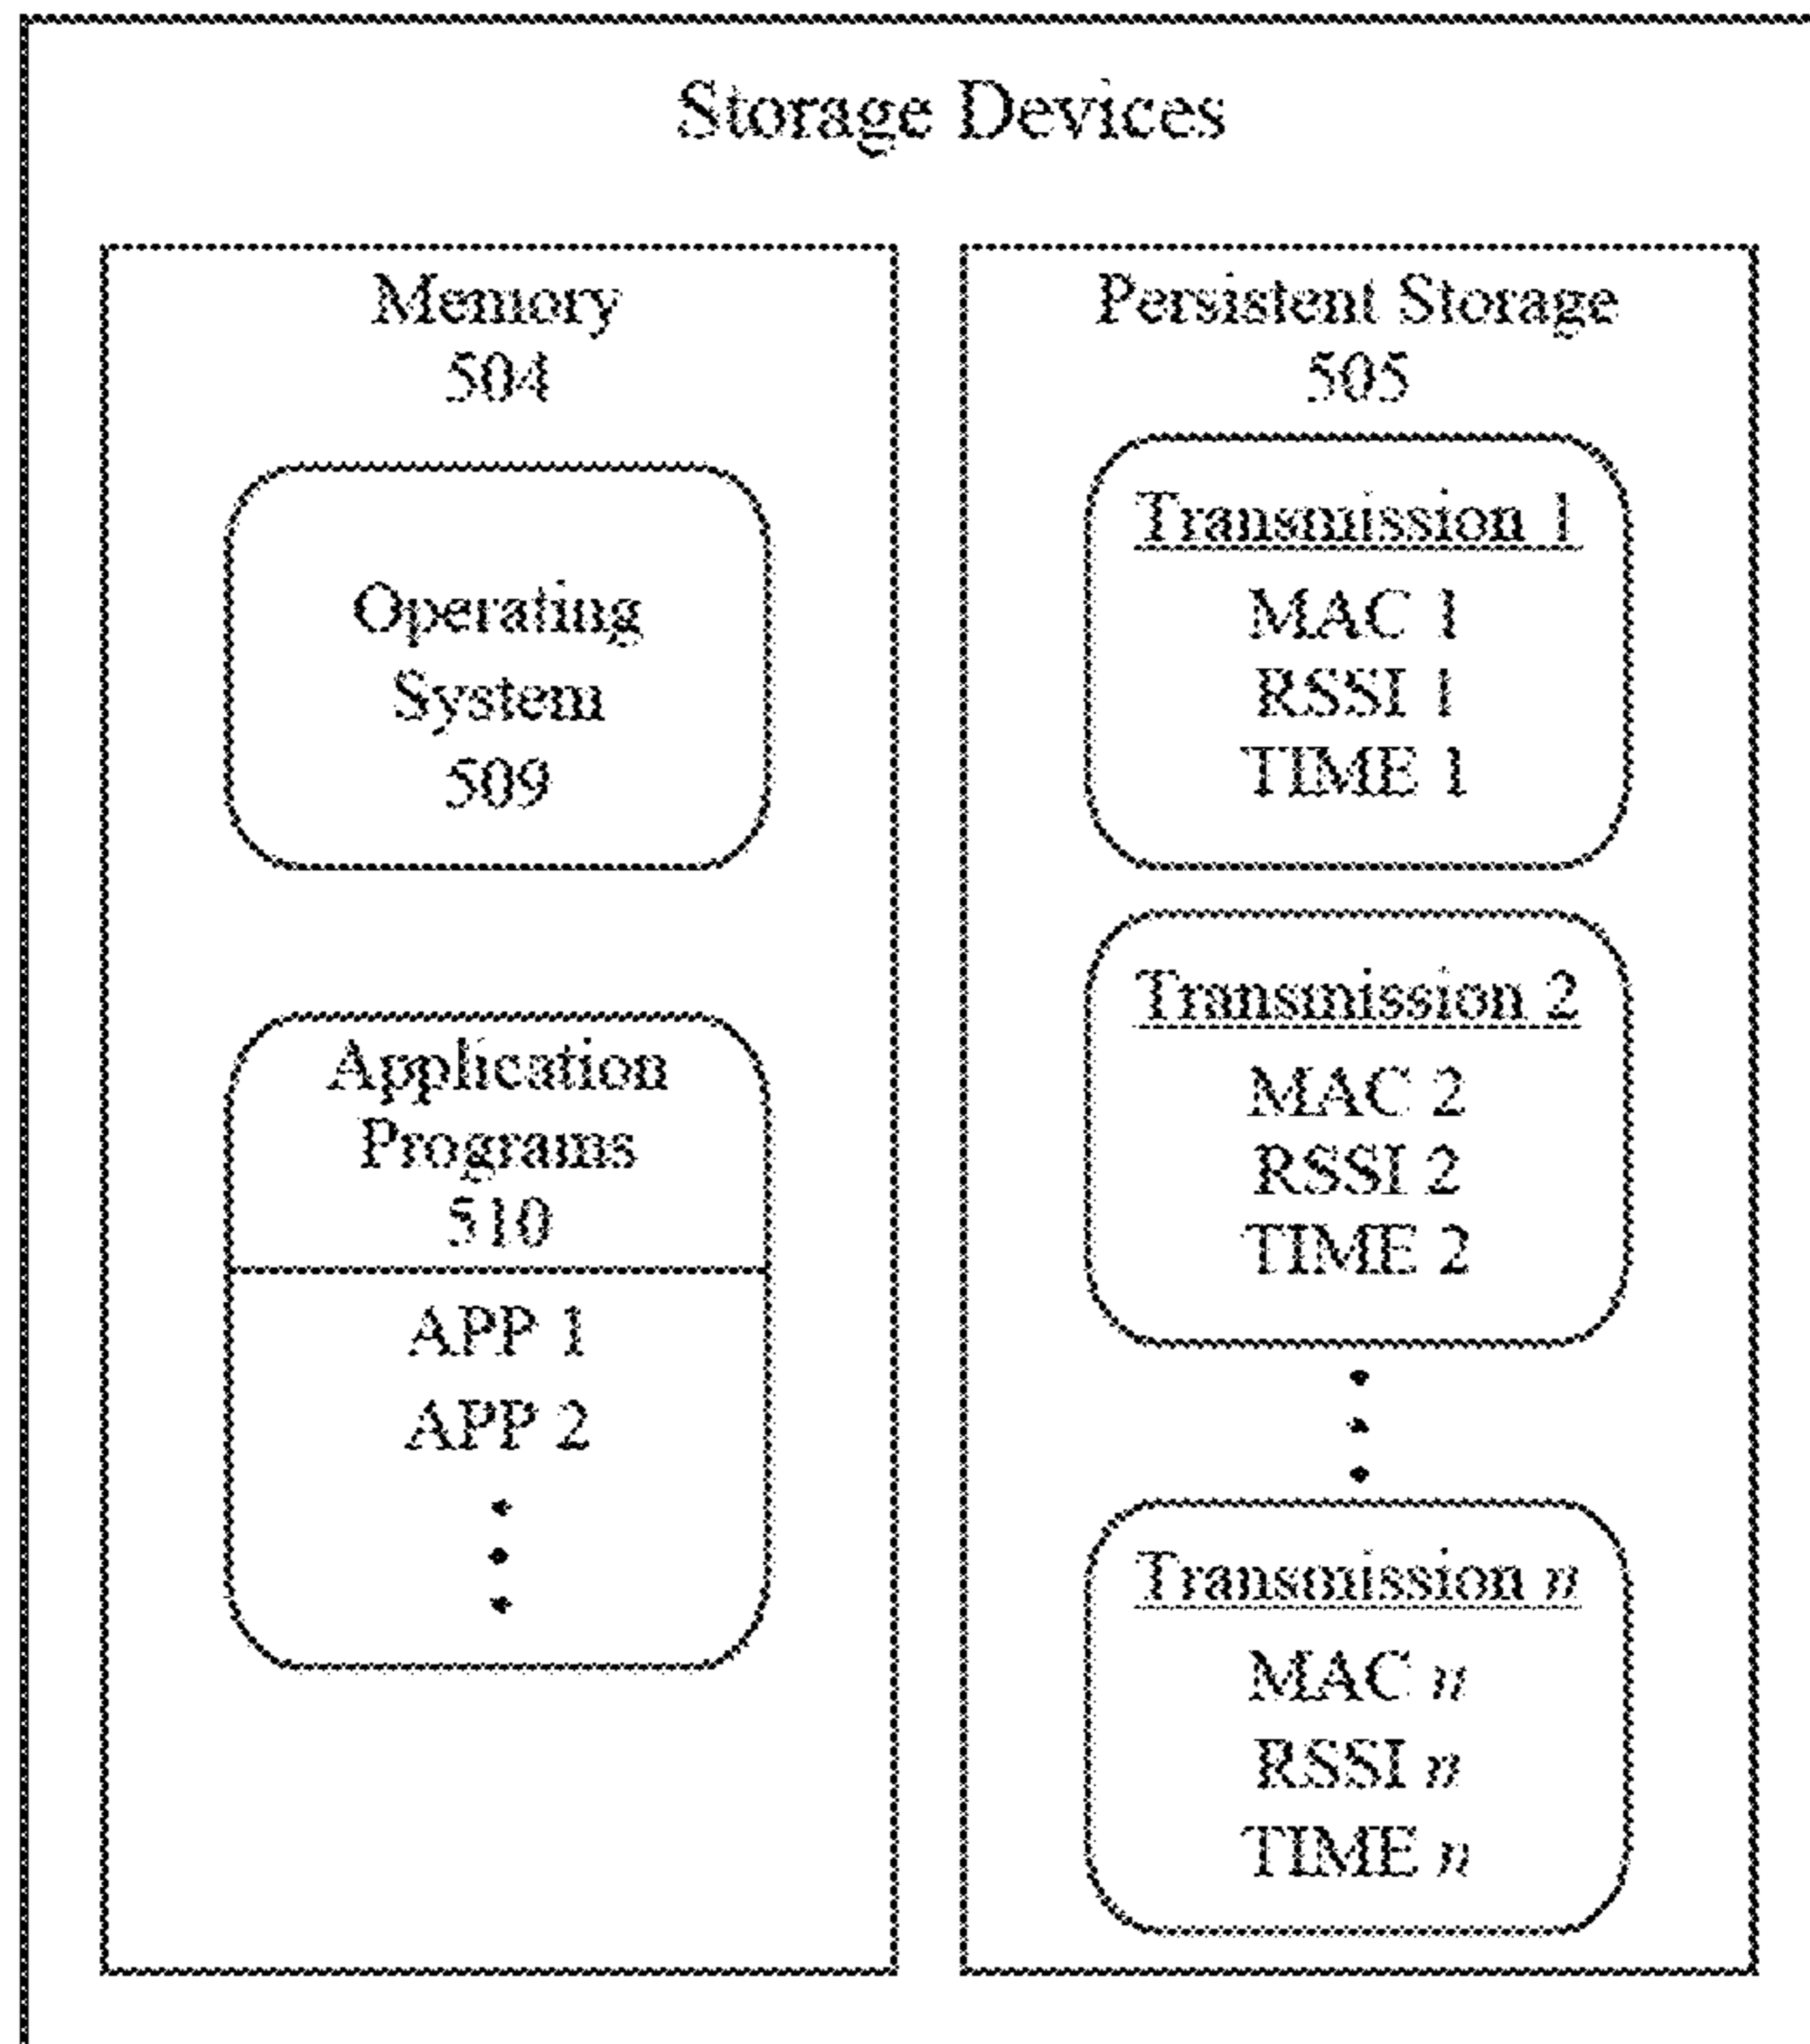 Storage Devices
Memory
504
Operating
System
509
Application
Programs
510
APP 1
APP 2
Persistent Storage
505
Transmission 1
MAC 1
RSSI 1
TIME 1
Transmission 2
MAC 2
RSSI 2
TIME 2
Transmission n
MAC n
RSSI n
TIME n